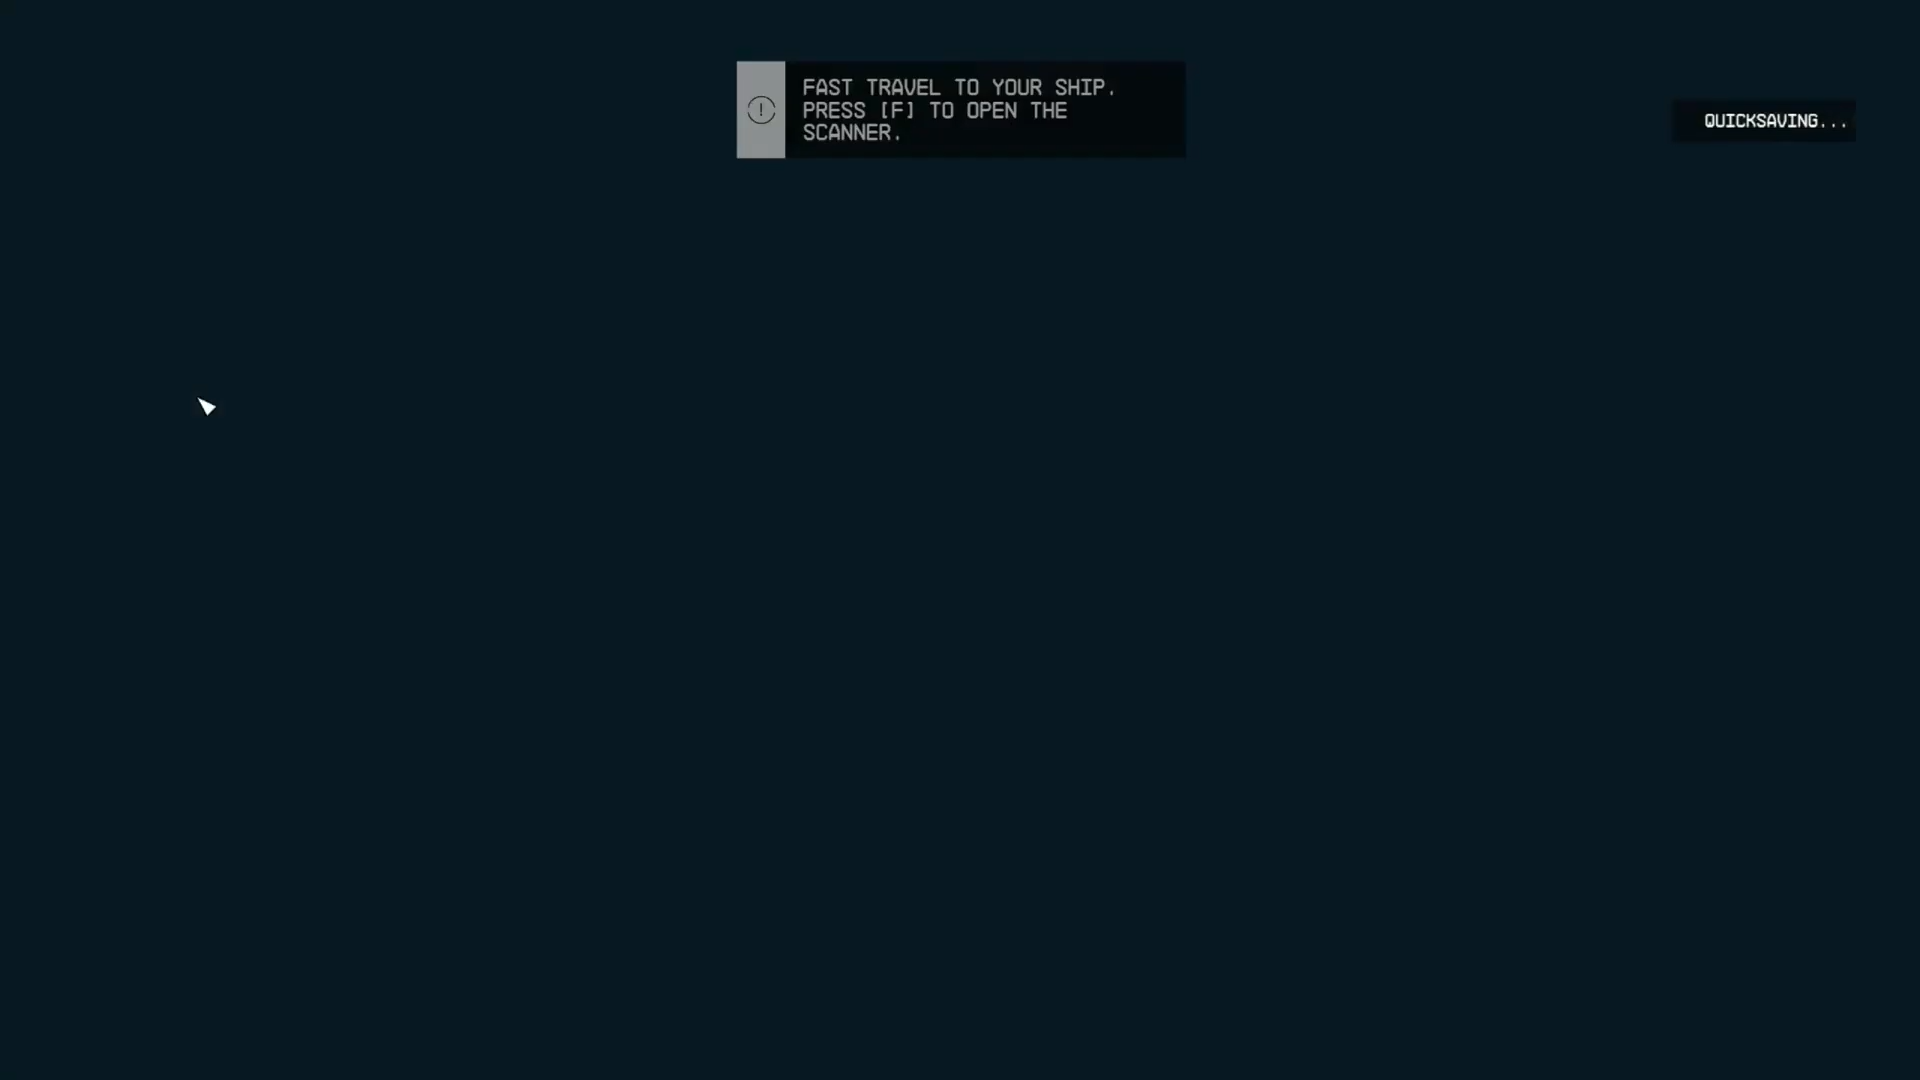 FAST TRAVEL TO YOUR SHIP.
PRESS [F] TO OPEN THE
SCANNER.
QUICKSAVING...